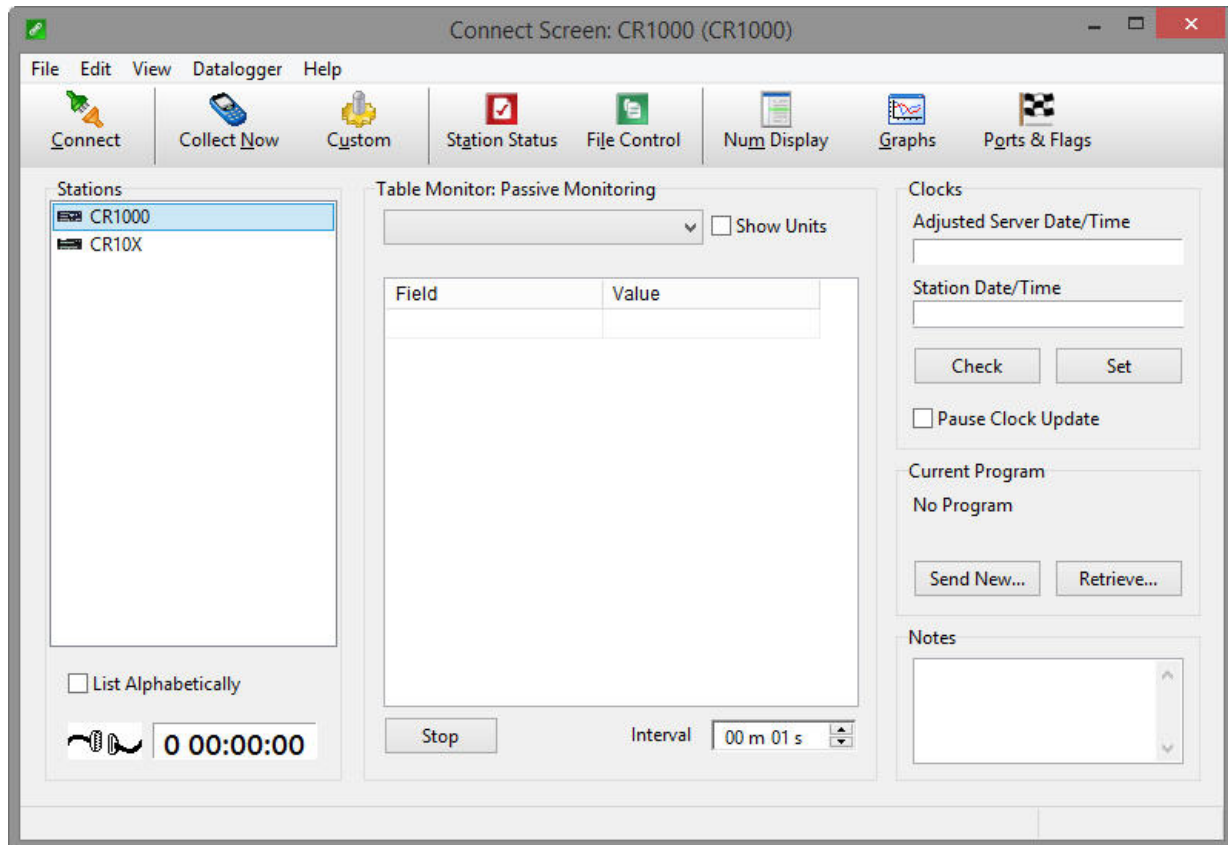 Connect Screen: CR1000 (CR1000)
File Edit View Datalogger Help
Connect Collect Now Custom Station Status File Control Num Display Graphs Ports & Flags
Stations
CR1000
CR10X
List Alphabetically
0 00:00:00
Table Monitor: Passive Monitoring
Show Units
Field Value
Stop Interval 00 m 01 s
Clocks
Adjusted Server Date/Time
Station Date/Time
Check Set
Pause Clock Update
Current Program
No Program
Send New... Retrieve...
Notes